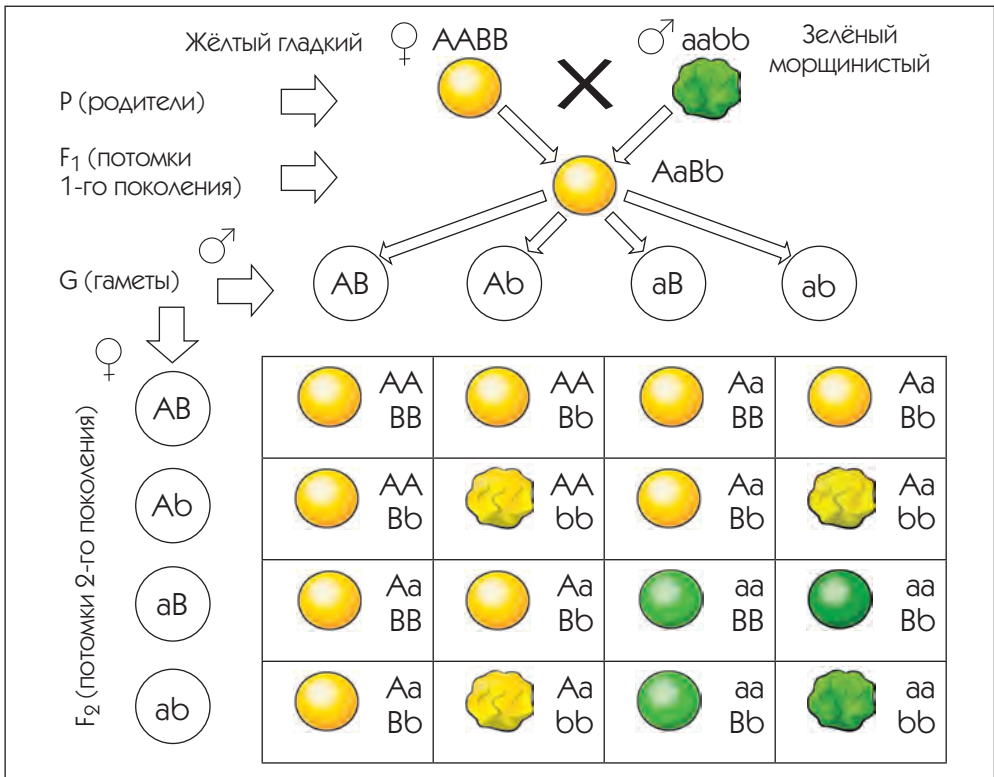 Жёлтый гладкий
♀ AABB
♂ aabb
Зелёный
морщинистый
P (родители)
F₁ (потомки
1-го поколения)
AaBb
♂
G (гаметы)
AB
Ab
aB
ab
♀
F₂ (потомки 2-го поколения)
AB
AA
BB
AA
Bb
Aa
BB
Aa
Bb
Ab
AA
Bb
AA
bb
Aa
Bb
Aa
bb
aB
Aa
BB
Aa
Bb
aa
BB
aa
Bb
ab
Aa
Bb
Aa
bb
aa
Bb
aa
bb